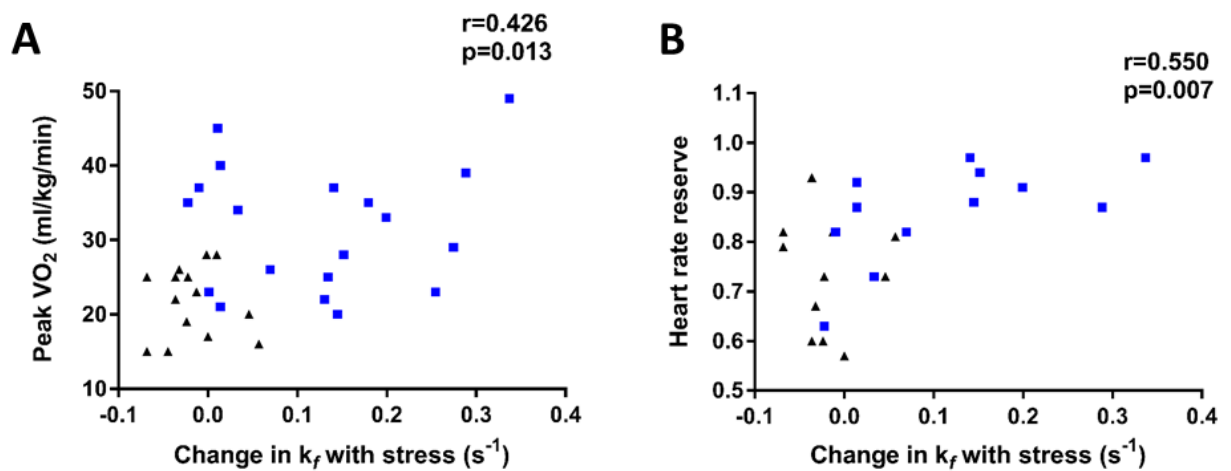 A
r=0.426
p=0.013
Peak VO₂ (ml/kg/min)
50
40
30
20
10
-0.1
0.0
0.1
0.2
0.3
0.4
Change in k𝑓 with stress (s⁻¹)
B
r=0.550
p=0.007
Heart rate reserve
1.1
1.0
0.9
0.8
0.7
0.6
0.5
-0.1
0.0
0.1
0.2
0.3
0.4
Change in k𝑓 with stress (s⁻¹)